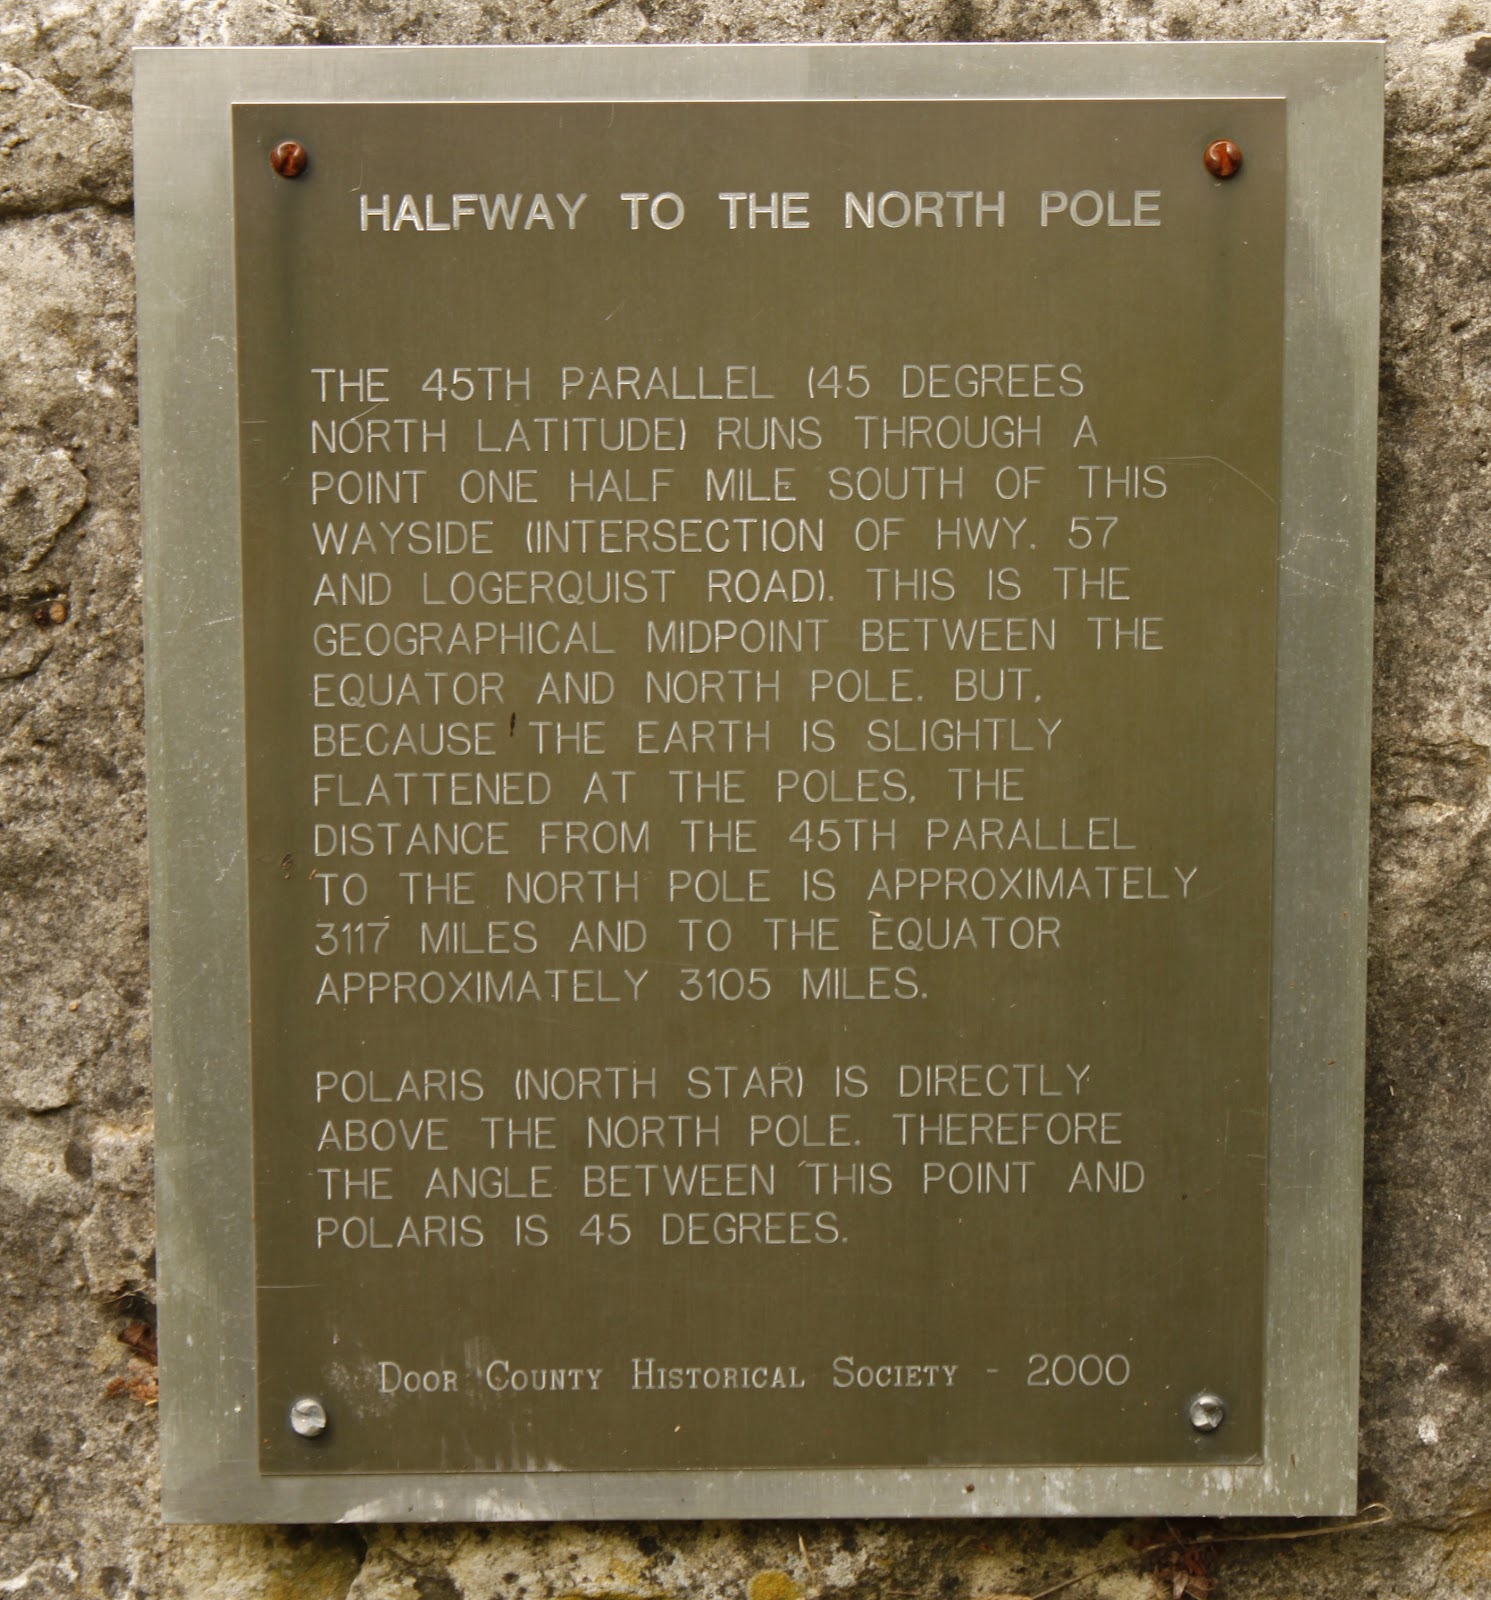 HALFWAY TO THE NORTH POLE
THE 45TH PARALLEL (45 DEGREES
NORTH LATITUDE) RUNS THROUGH A
POINT ONE HALF MILE SOUTH OF THIS
WAYSIDE (INTERSECTION OF HWY. 57
AND LOGERQUIST ROAD). THIS IS THE
GEOGRAPHICAL MIDPOINT BETWEEN THE
EQUATOR AND NORTH POLE. BUT,
BECAUSE THE EARTH IS SLIGHTLY
FLATTENED AT THE POLES, THE
DISTANCE FROM THE 45TH PARALLEL
TO THE NORTH POLE IS APPROXIMATELY
3117 MILES AND TO THE EQUATOR
APPROXIMATELY 3105 MILES.
POLARIS (NORTH STAR) IS DIRECTLY
ABOVE THE NORTH POLE. THEREFORE
THE ANGLE BETWEEN THIS POINT AND
POLARIS IS 45 DEGREES.
DOOR COUNTY HISTORICAL SOCIETY - 2000